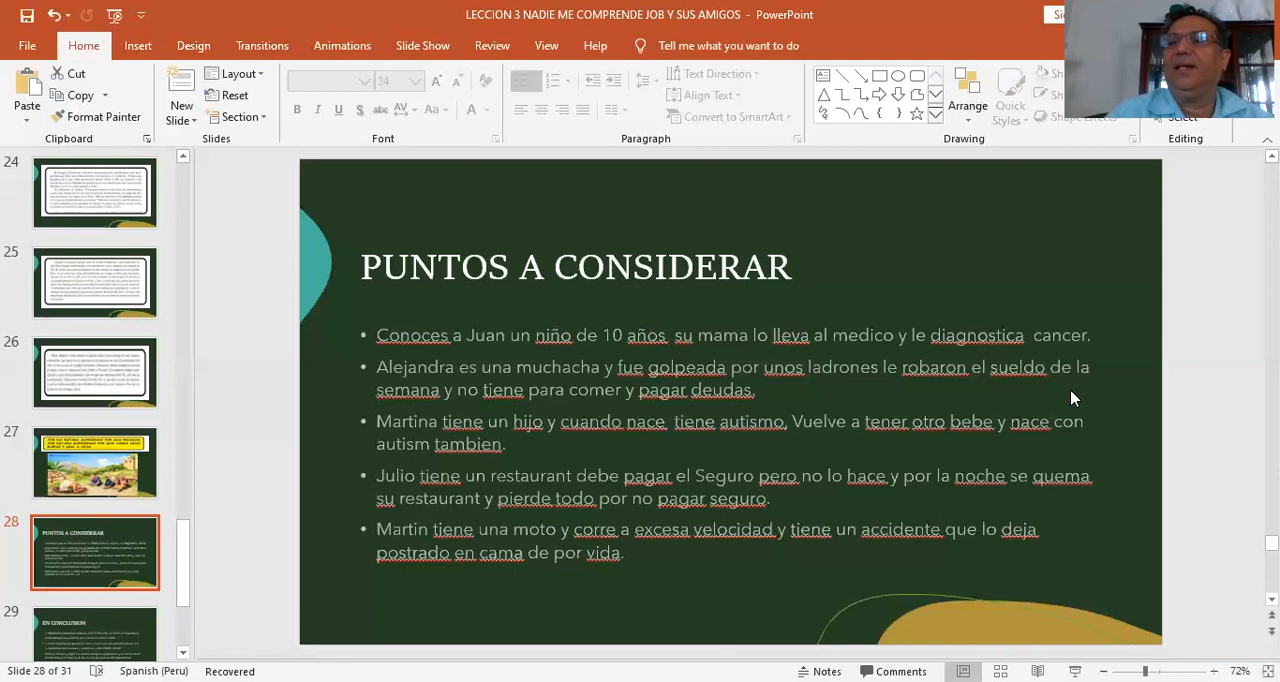 LECCION 3 NADIE ME COMPRENDE JOB Y SUS AMIGOS - PowerPoint
File Home Insert Design Transitions Animations Slide Show Review View Help Tell me what you want to do
Paste
Cut
Copy
Format Painter
Clipboard
New
Slide
Layout
Reset
Section
Slides
24
B I U S abc AV Aa A
Font
Text Direction
Align Text
Convert to SmartArt
Paragraph
Arrange
Quick
Styles
Drawing
Editing
24
25
26
27
28
PUNTOS A CONSIDERAR
29
EN CONCLUSION
PUNTOS A CONSIDERAR
• Conoces a Juan un niño de 10 años, su mama lo lleva al medico y le diagnostica cancer.
• Alejandra es una muchacha y fue golpeada por unos ladrones le robaron el sueldo de la
semana y no tiene para comer y pagar deudas,
• Martina tiene un hijo y cuando nace, tiene autismo, Vuelve a tener otro bebe y nace con
autism tambien.
• Julio tiene un restaurant debe pagar el Seguro pero no lo hace y por la noche se quema
su restaurant y pierde todo por no pagar seguro.
• Martin tiene una moto y corre a excesa velocidad y tiene un accidente que lo deja
postrado en cama de por vida.
Slide 28 of 31 Spanish (Peru) Recovered Notes Comments 72%